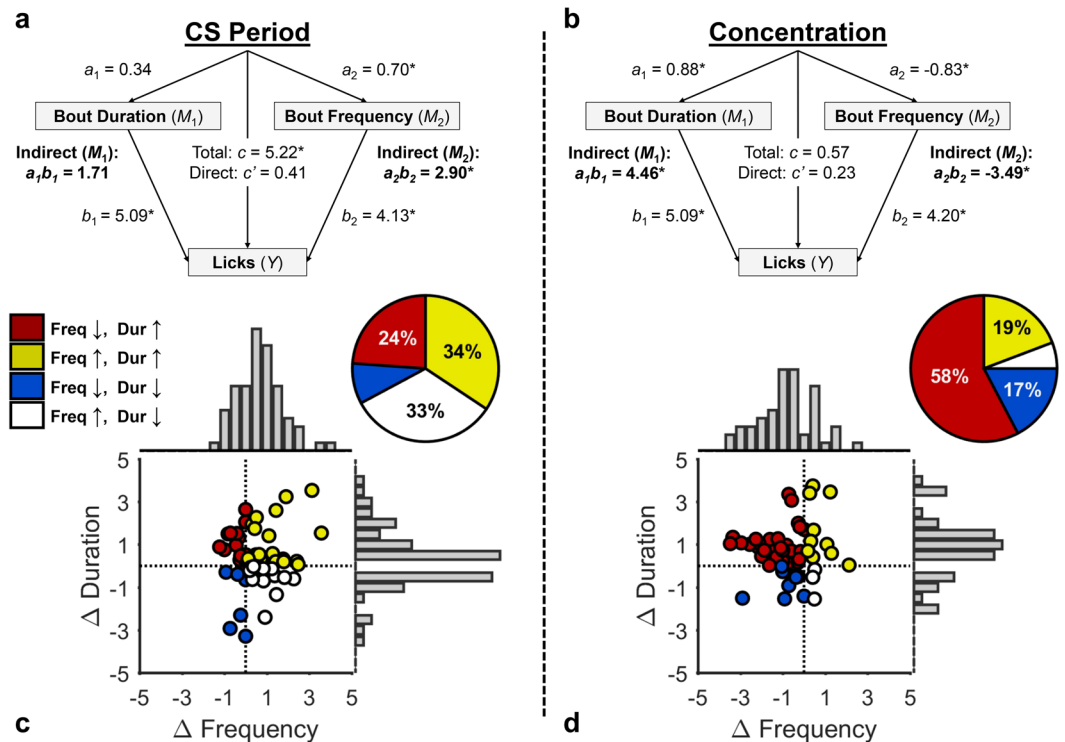 a
CS Period
a₁ = 0.34
a₂ = 0.70*
Bout Duration (M₁)
Bout Frequency (M₂)
Indirect (M₁):
a₁b₁ = 1.71
Total: c = 5.22*
Direct: c' = 0.41
Indirect (M₂):
a₂b₂ = 2.90*
b₁ = 5.09*
b₂ = 4.13*
Licks (Y)
b
Concentration
a₁ = 0.88*
a₂ = -0.83*
Bout Duration (M₁)
Bout Frequency (M₂)
Indirect (M₁):
a₁b₁ = 4.46*
Total: c = 0.57
Direct: c' = 0.23
Indirect (M₂):
a₂b₂ = -3.49*
b₁ = 5.09*
b₂ = 4.20*
Licks (Y)
Freq ↓, Dur ↑
Freq ↑, Dur ↑
Freq ↓, Dur ↓
Freq ↑, Dur ↓
24%
34%
33%
5
3
1
-1
-3
-5
Δ Duration
-5 -3 -1 1 3 5
Δ Frequency
c
19%
58%
17%
5
3
1
-1
-3
-5
Δ Duration
-5 -3 -1 1 3 5
Δ Frequency
d